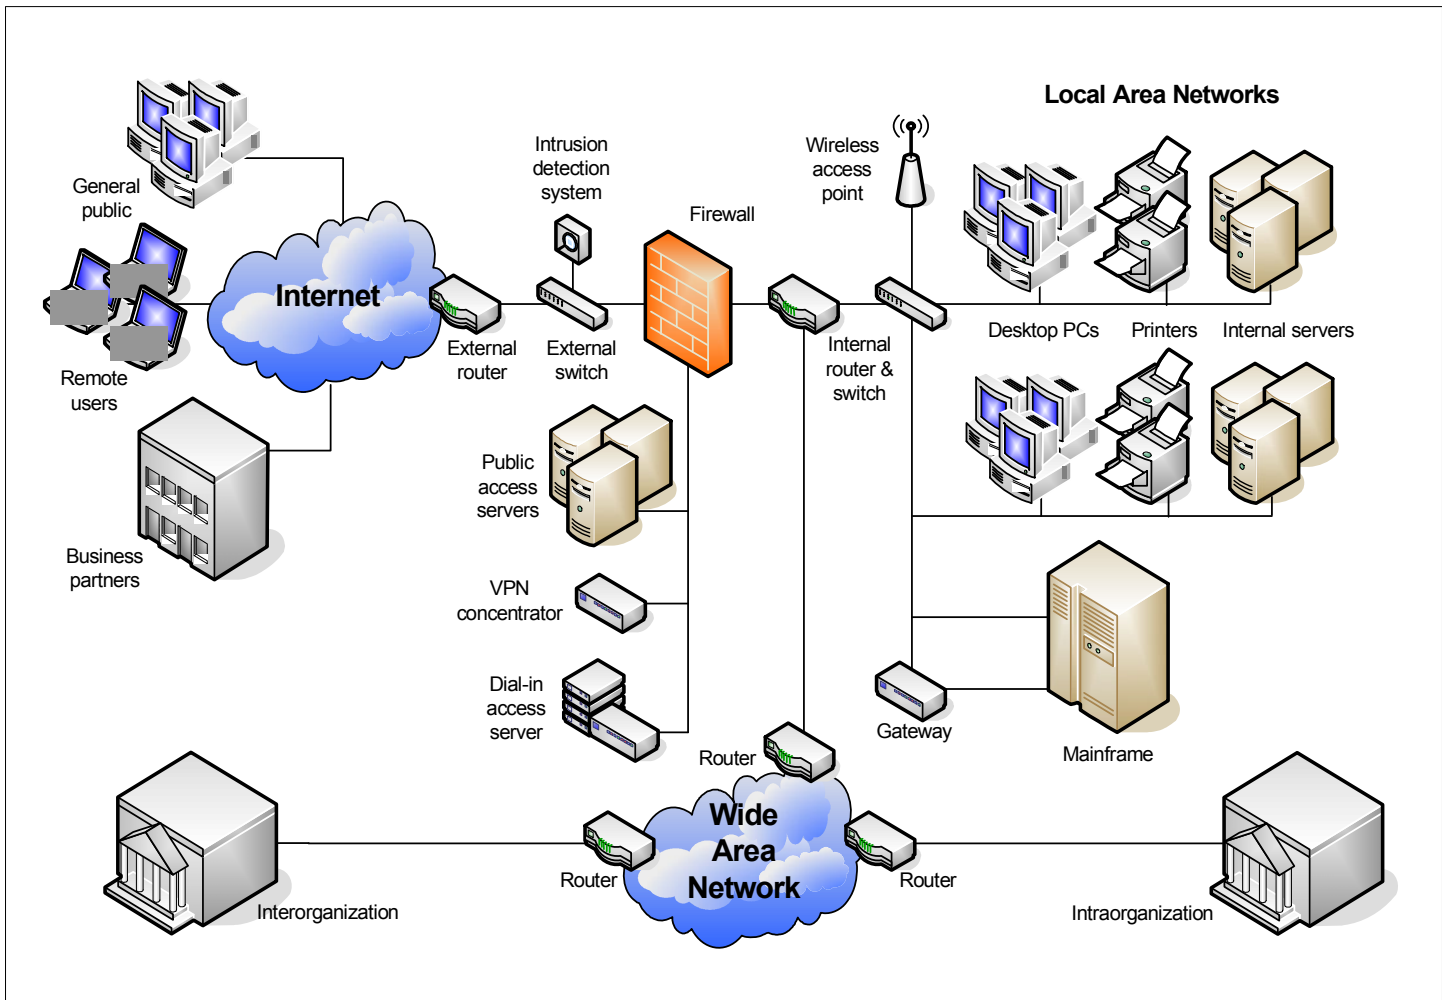 Local Area Networks
General
public
Intrusion
detection
system
Wireless
access
point
Firewall
Internet
Remote
users
External
router
External
switch
Internal
router &
switch
Desktop PCs
Printers
Internal servers
Public
access
servers
Business
partners
VPN
concentrator
Dial-in
access
server
Gateway
Mainframe
Router
Wide
Area
Network
Router
Router
Interorganization
Intraorganization